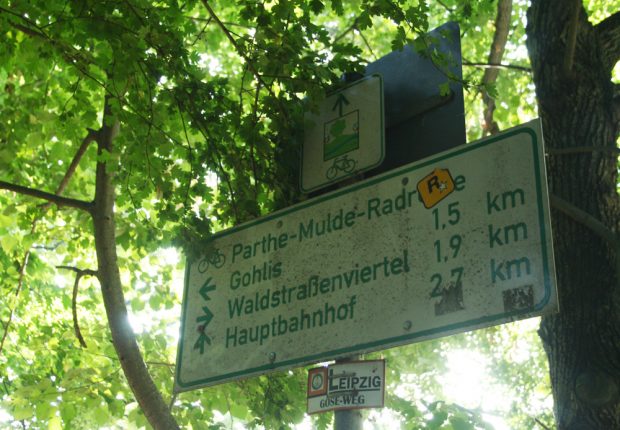 Parthe-Mulde-Radroute
R
Gohlis 1,5 km
Waldstraßenviertel 1,9 km
Hauptbahnhof 2,7 km
LEIPZIG
GOSE-WEG